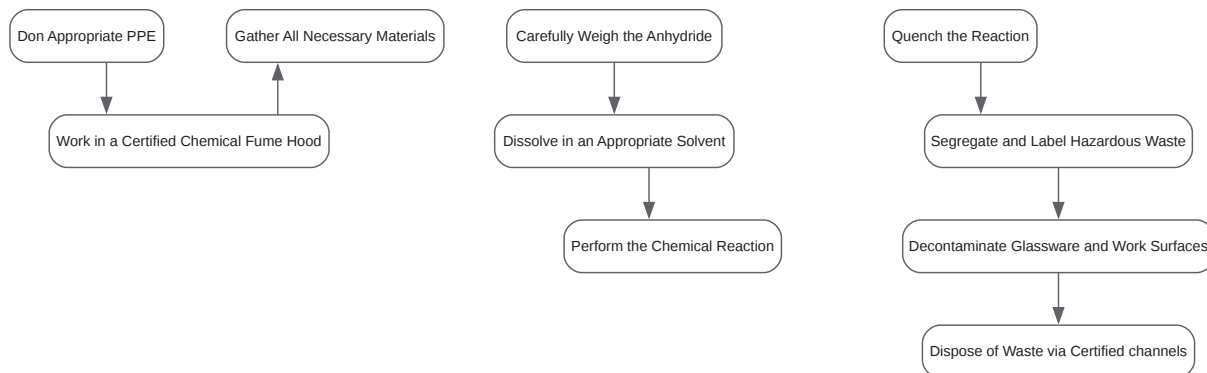 Don Appropriate PPE
Gather All Necessary Materials
Carefully Weigh the Anhydride
Quench the Reaction
Work in a Certified Chemical Fume Hood
Dissolve in an Appropriate Solvent
Segregate and Label Hazardous Waste
Perform the Chemical Reaction
Decontaminate Glassware and Work Surfaces
Dispose of Waste via Certified channels